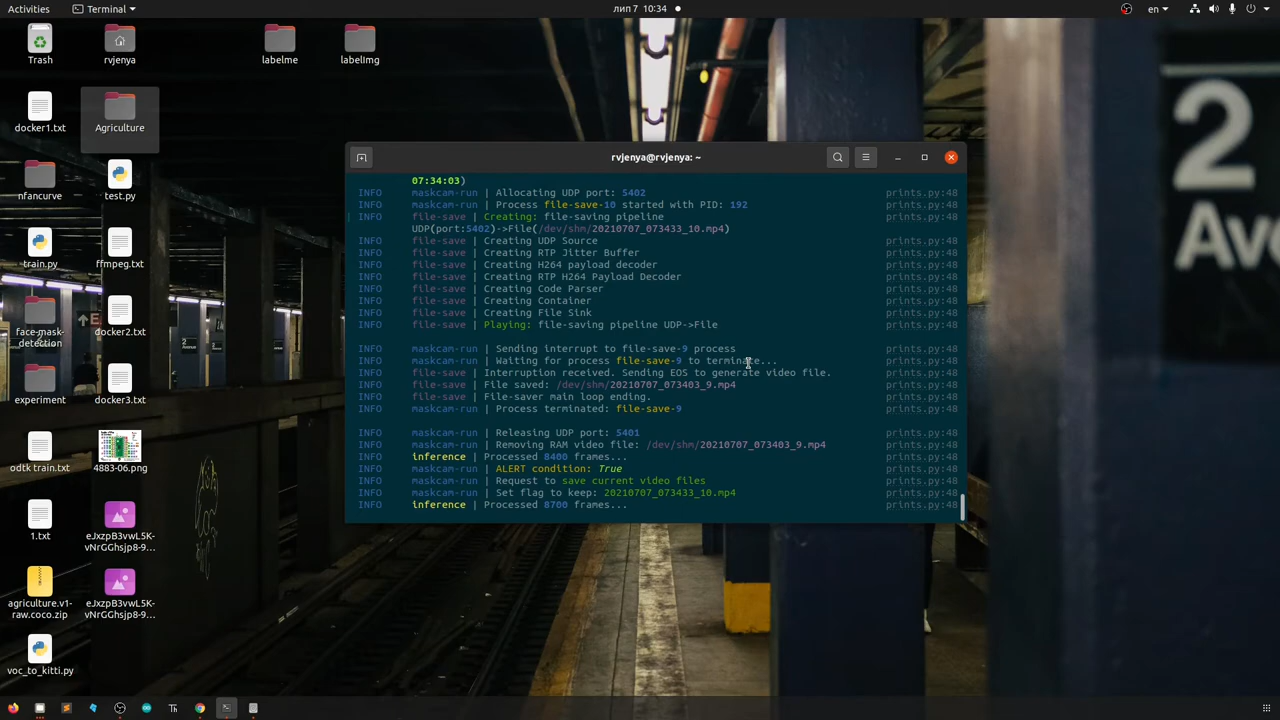 Activities
Terminal
лип 7 10:34
en
Trash
rvjenya
labelme
labelImg
docker1.txt
Agriculture
nfancurve
test.py
train.py
ffmpeg.txt
face-mask-
detection
docker2.txt
experiment
docker3.txt
odtk train.txt
4883-06.png
1.txt
eJxzpB3vwL5K-
vNrGGhsjp8-9...
agriculture.v1-
raw.coco.zip
eJxzpB3vwL5K-
vNrGGhsjp8-9...
voc_to_kitti.py
rvjenya@rvjenya: ~
07:34:03)
INFO maskcam-run | Allocating UDP port: 5402 prints.py:48
INFO maskcam-run | Process file-save-10 started with PID: 192 prints.py:48
INFO file-save | Creating: file-saving pipeline prints.py:48
UDP(port:5402)->File(/dev/shm/20210707_073433_10.mp4)
INFO file-save | Creating UDP Source prints.py:48
INFO file-save | Creating RTP Jitter Buffer prints.py:48
INFO file-save | Creating H264 payload decoder prints.py:48
INFO file-save | Creating RTP H264 Payload Decoder prints.py:48
INFO file-save | Creating Code Parser prints.py:48
INFO file-save | Creating Container prints.py:48
INFO file-save | Creating File Sink prints.py:48
INFO file-save | Playing: file-saving pipeline UDP->File prints.py:48
INFO maskcam-run | Sending interrupt to file-save-9 process prints.py:48
INFO maskcam-run | Waiting for process file-save-9 to terminate... prints.py:48
INFO file-save | Interruption received. Sending EOS to generate video file. prints.py:48
INFO file-save | File saved: /dev/shm/20210707_073403_9.mp4 prints.py:48
INFO file-save | File-saver main loop ending. prints.py:48
INFO maskcam-run | Process terminated: file-save-9 prints.py:48
INFO maskcam-run | Releasing UDP port: 5401 prints.py:48
INFO maskcam-run | Removing RAM video file: /dev/shm/20210707_073403_9.mp4 prints.py:48
INFO inference | Processed 8400 frames... prints.py:48
INFO maskcam-run | ALERT condition: True prints.py:48
INFO maskcam-run | Request to save current video files prints.py:48
INFO maskcam-run | Set flag to keep: 20210707_073433_10.mp4 prints.py:48
INFO inference | Processed 8700 frames... prints.py:48
2
Ave